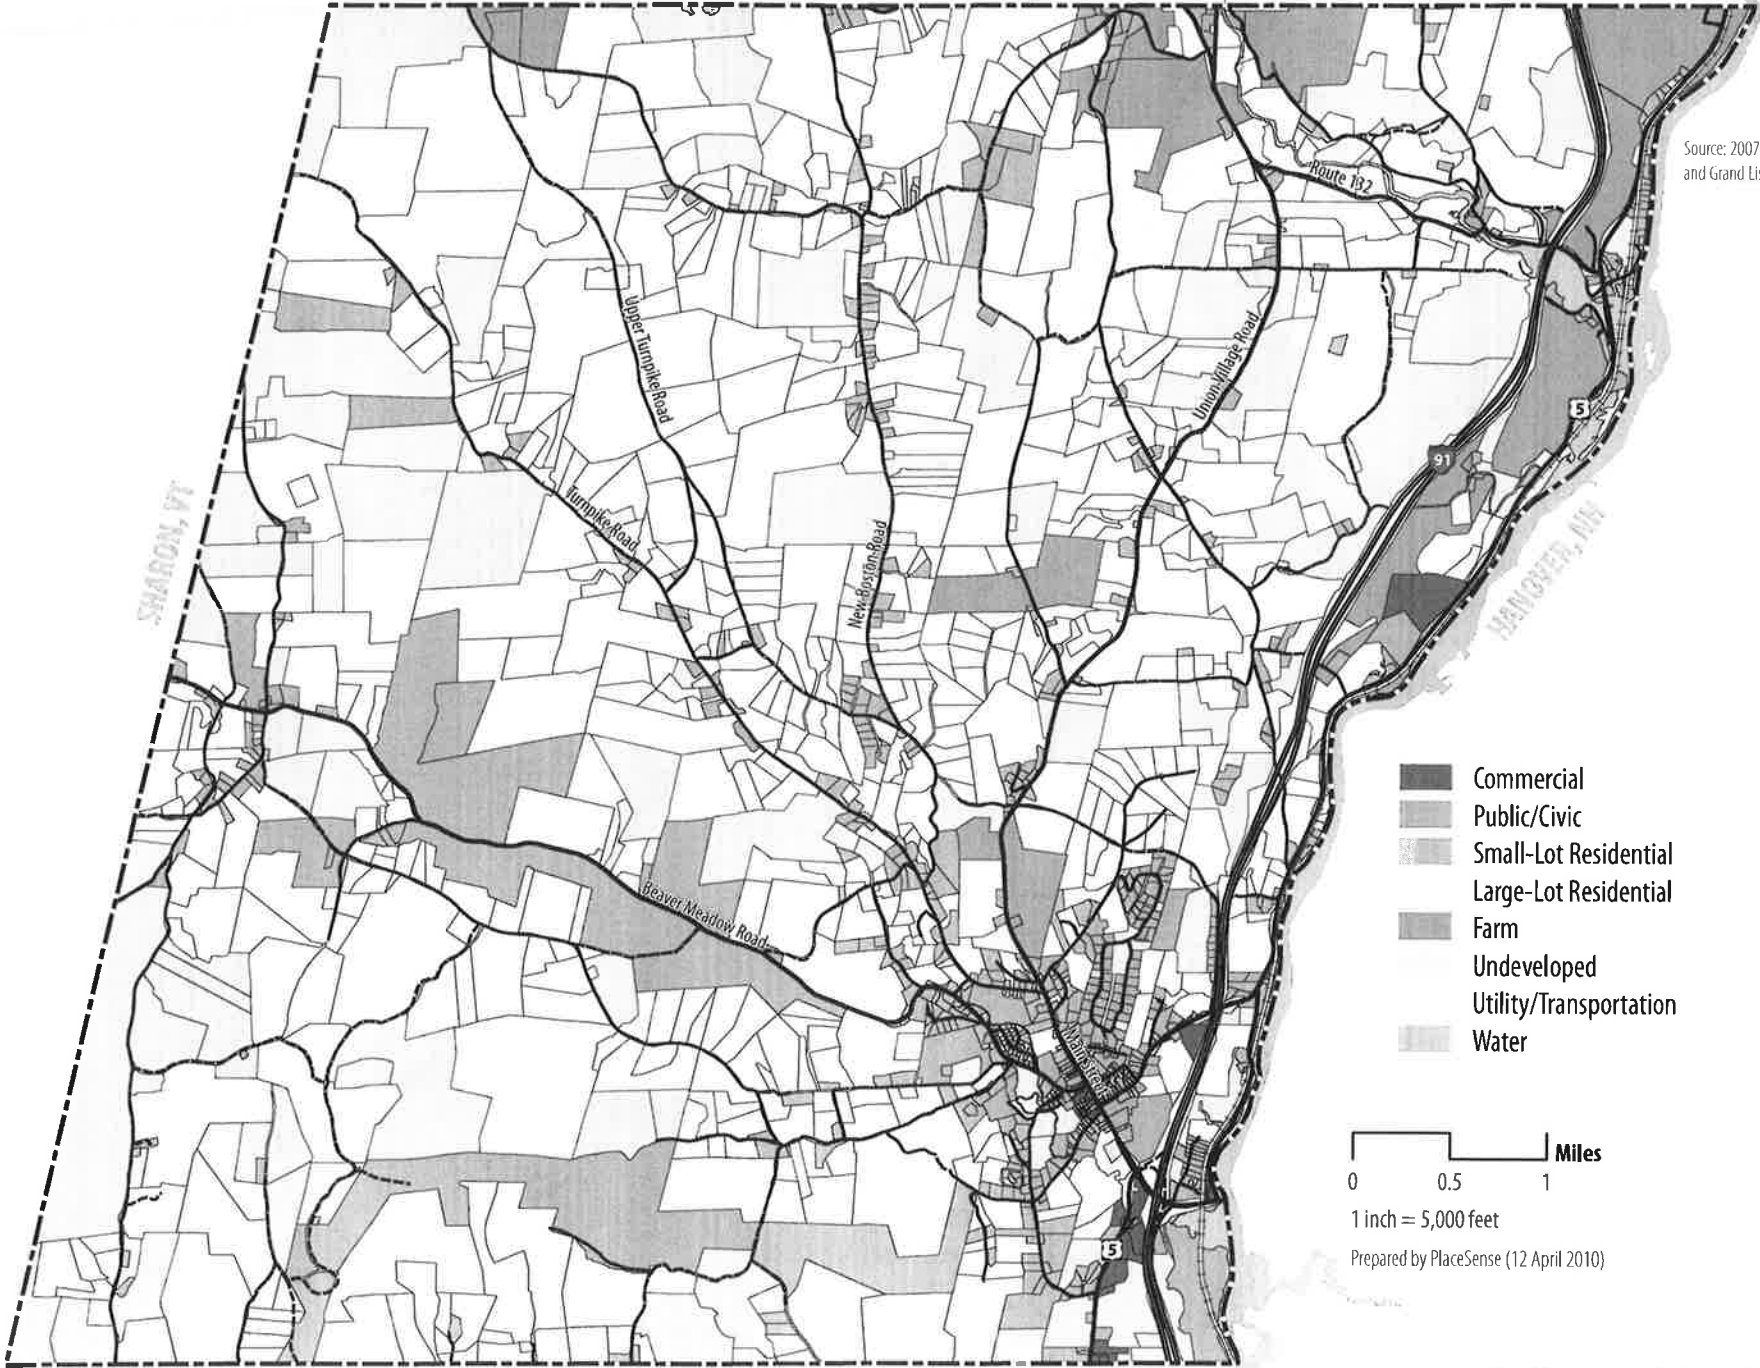 Source: 2007
and Grand Lis
Route 132
Upper Turnpike Road
Union Village Road
5
91
SHARON, VT
Turnpike Road
HANOVER, NH
New Boston Road
Commercial
Public/Civic
Small-Lot Residential
Large-Lot Residential
Farm
Undeveloped
Utility/Transportation
Water
Beaver Meadow Road
Main Street
Miles
0 0.5 1
1 inch = 5,000 feet
5
Prepared by PlaceSense (12 April 2010)